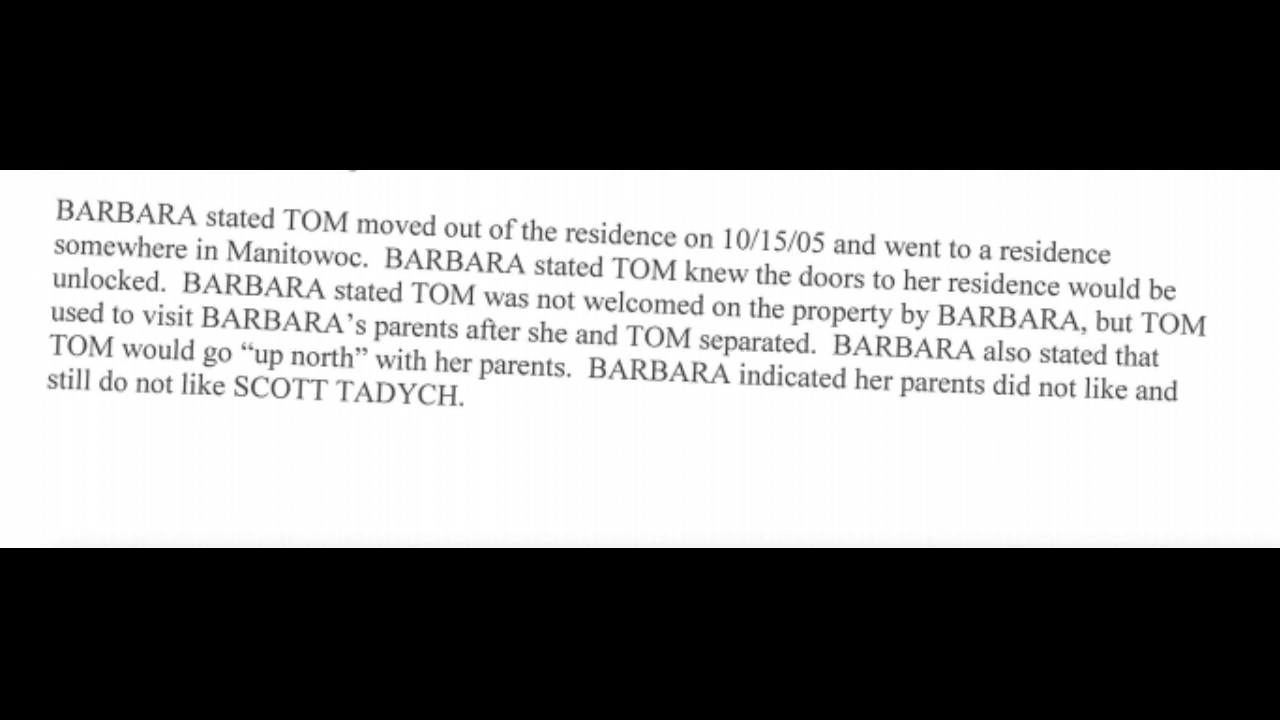 BARBARA stated TOM moved out of the residence on 10/15/05 and went to a residence
somewhere in Manitowoc.  BARBARA stated TOM knew the doors to her residence would be
unlocked.  BARBARA stated TOM was not welcomed on the property by BARBARA, but TOM
used to visit BARBARA’s parents after she and TOM separated.  BARBARA also stated that
TOM would go “up north” with her parents.  BARBARA indicated her parents did not like and
still do not like SCOTT TADYCH.